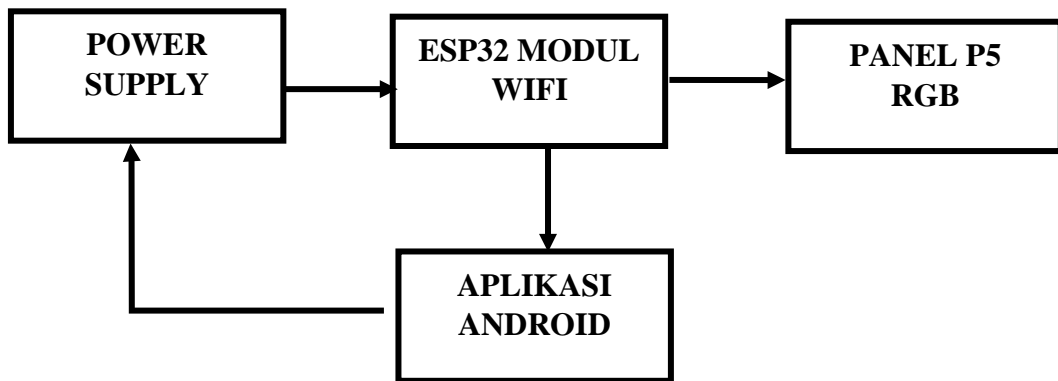 POWER
SUPPLY
ESP32 MODUL
WIFI
PANEL P5
RGB
APLIKASI
ANDROID